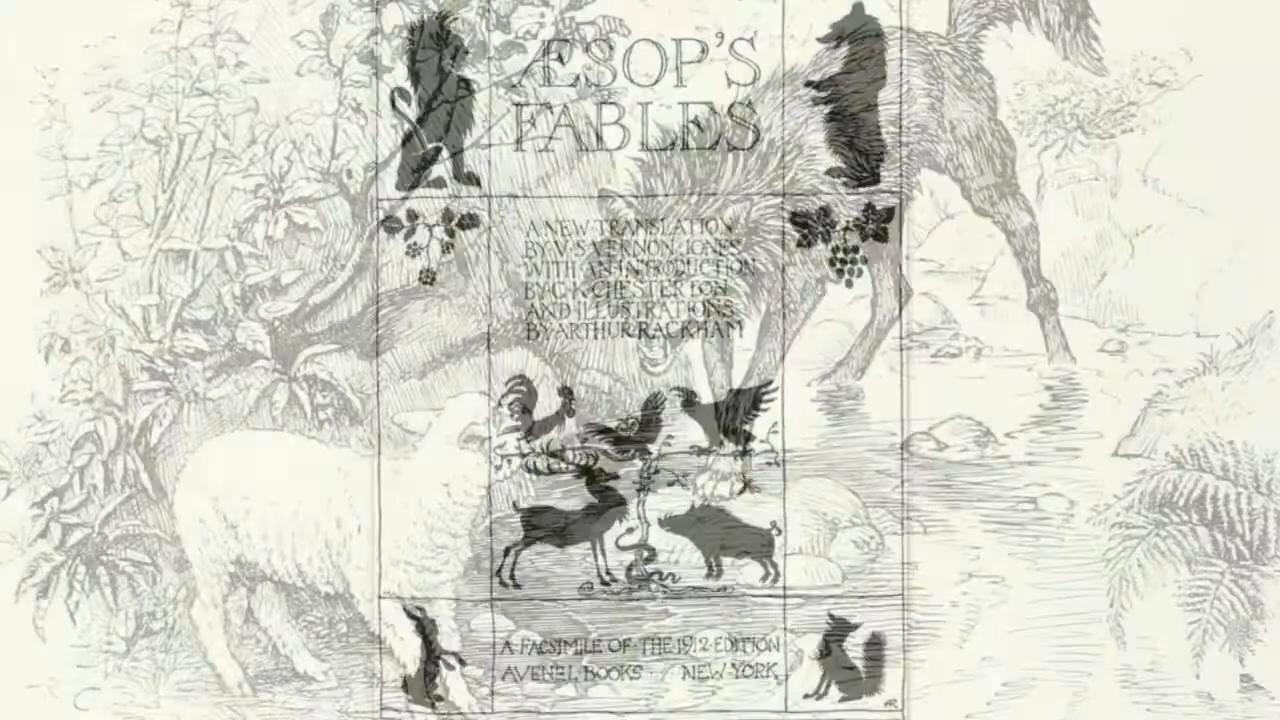 ÆSOP'S
FABLES
A·NEW·TRANSLATION
BY·V·S·VERNON·JONES
WITH·AN·INTRODUCTION
BY·G·K·CHESTERTON
AND·ILLUSTRATIONS
BY·ARTHUR·RACKHAM
A·FACSIMILE·OF·THE·1912·EDITION
AVENEL·BOOKS · / NEW·YORK
AR